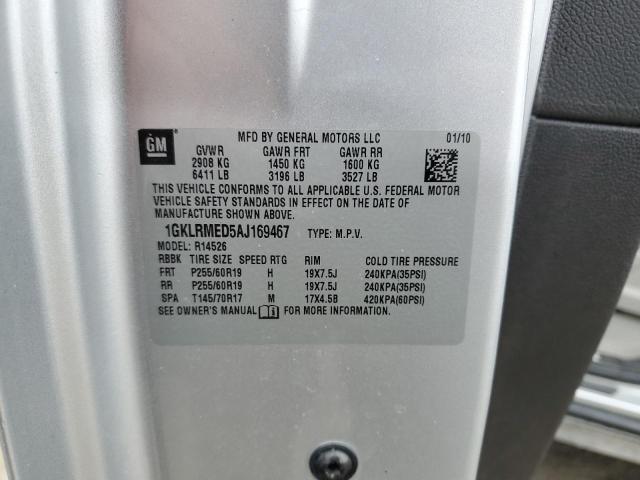 MFD BY GENERAL MOTORS LLC 01/10
GM
GVWR GAWR FRT GAWR RR
2908 KG 1450 KG 1600 KG
6411 LB 3196 LB 3527 LB
THIS VEHICLE CONFORMS TO ALL APPLICABLE U.S. FEDERAL MOTOR
VEHICLE SAFETY STANDARDS IN EFFECT ON THE DATE OF
MANUFACTURE SHOWN ABOVE.
1GKLRMED5AJ169467 TYPE: M.P.V.
MODEL: R14526
RBBK TIRE SIZE SPEED RTG RIM COLD TIRE PRESSURE
FRT P255/60R19 H 19X7.5J 240KPA(35PSI)
RR P255/60R19 H 19X7.5J 240KPA(35PSI)
SPA T145/70R17 M 17X4.5B 420KPA(60PSI)
SEE OWNER'S MANUAL FOR MORE INFORMATION.